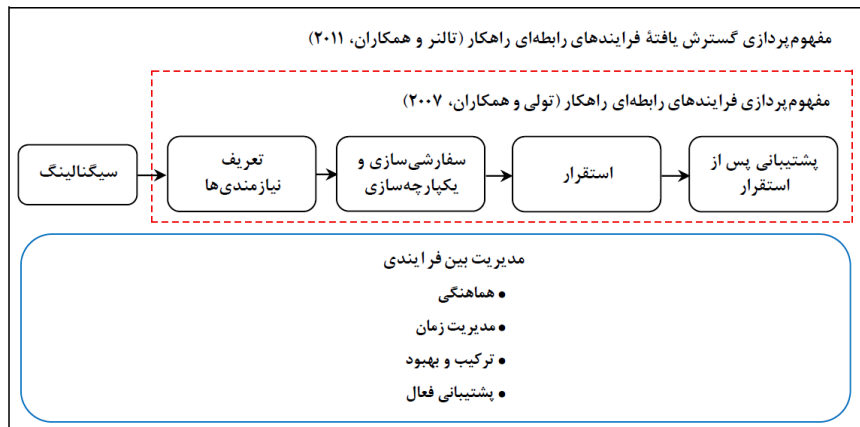 مفهوم‌پردازی گسترش یافتهٔ فرایندهای رابطه‌ای راهکار (تالنر و همکاران، ۲۰۱۱)
مفهوم‌پردازی فرایندهای رابطه‌ای راهکار (تولی و همکاران، ۲۰۰۷)
سیگنالینگ
تعریف
نیازمندی‌ها
سفارشی‌سازی و
یکپارچه‌سازی
استقرار
پشتیبانی پس از
استقرار
مدیریت بین فرایندی
• هماهنگی
• مدیریت زمان
• ترکیب و بهبود
• پشتیبانی فعال